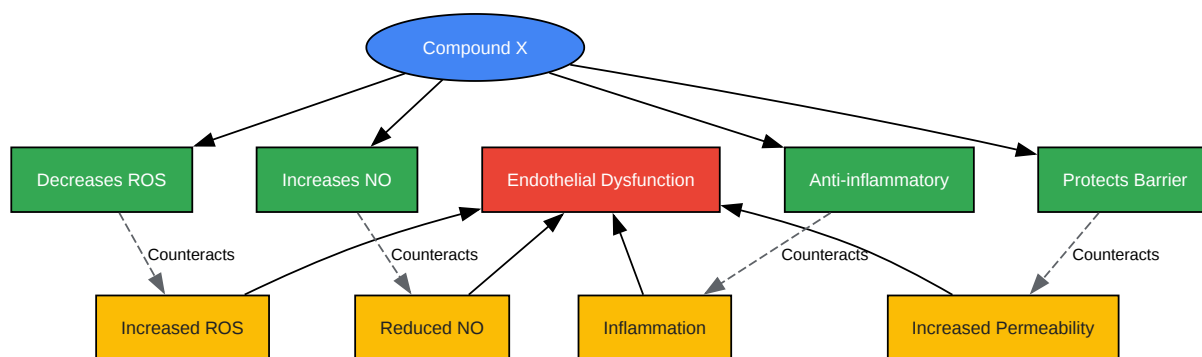 Compound X
Decreases ROS
Increases NO
Endothelial Dysfunction
Anti-inflammatory
Protects Barrier
Counteracts
Counteracts
Counteracts
Counteracts
Increased ROS
Reduced NO
Inflammation
Increased Permeability